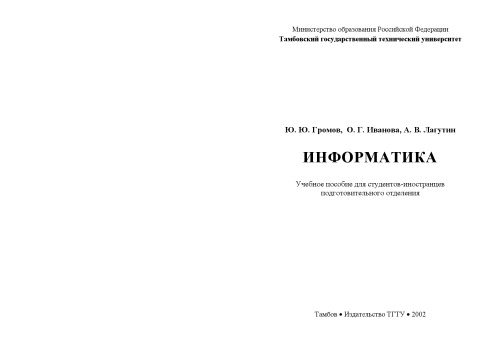 Министерство образования Российской Федерации
Тамбовский государственный технический университет
Ю. Ю. Громов, О. Г. Иванова, А. В. Лагутин
ИНФОРМАТИКА
Учебное пособие для студентов-иностранцев
подготовительного отделения
Тамбов ● Издательство ТГТУ ● 2002